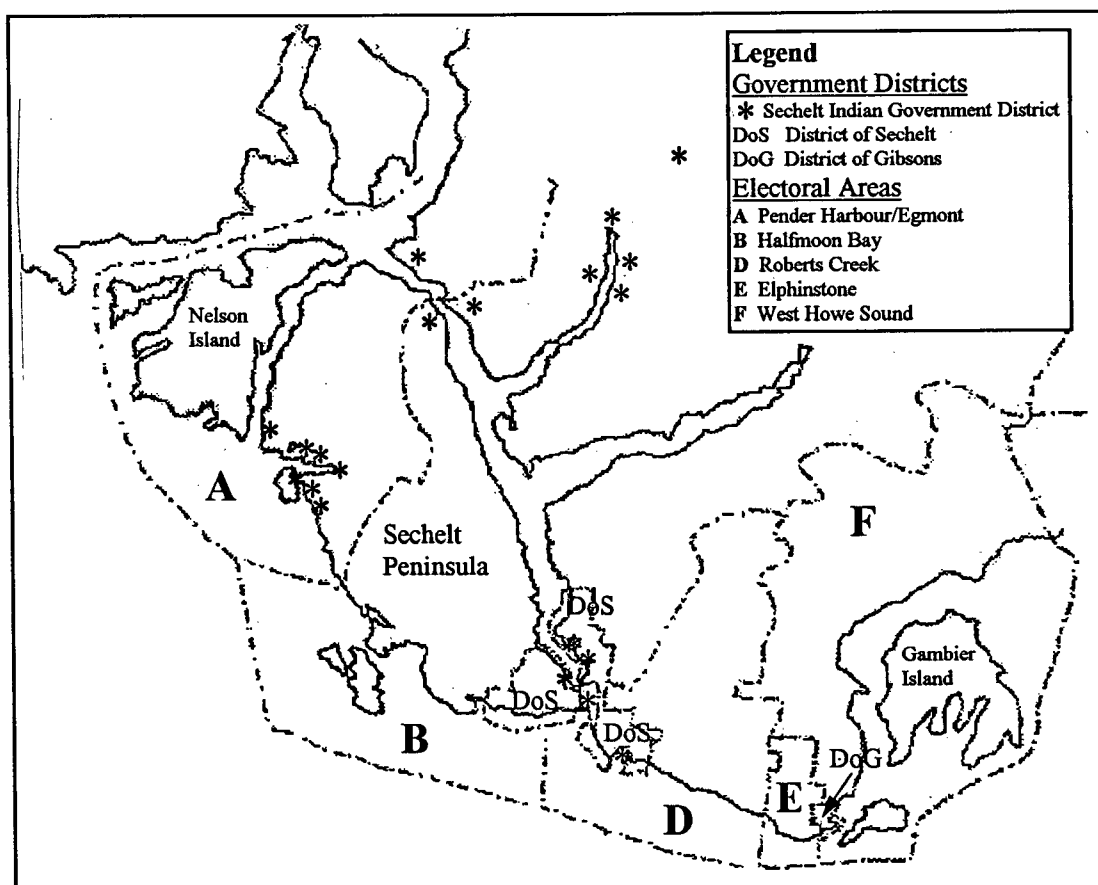 Legend
Government Districts
* Sechelt Indian Government District
DoS District of Sechelt
DoG District of Gibsons
Electoral Areas
A Pender Harbour/Egmont
B Halfmoon Bay
D Roberts Creek
E Elphinstone
F West Howe Sound
Nelson
Island
A
Sechelt
Peninsula
F
DoS
Gambier
Island
DoS
B
DoS
DoG
E
D